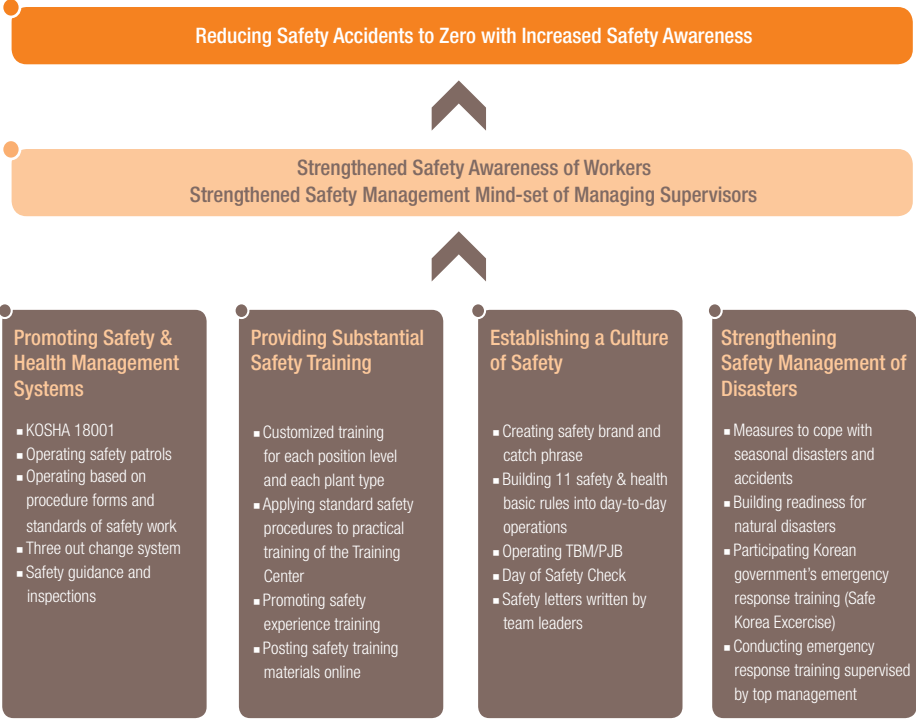 Reducing Safety Accidents to Zero with Increased Safety Awareness
Strengthened Safety Awareness of Workers
Strengthened Safety Management Mind-set of Managing Supervisors
Promoting Safety &
Health Management
Systems
▪ KOSHA 18001
▪ Operating safety patrols
▪ Operating based on
procedure forms and
standards of safety work
▪ Three out change system
▪ Safety guidance and
inspections
Providing Substantial
Safety Training
▪ Customized training
for each position level
and each plant type
▪ Applying standard safety
procedures to practical
training of the Training
Center
▪ Promoting safety
experience training
▪ Posting safety training
materials online
Establishing a Culture
of Safety
▪ Creating safety brand and
catch phrase
▪ Building 11 safety & health
basic rules into day-to-day
operations
▪ Operating TBM/PJB
▪ Day of Safety Check
▪ Safety letters written by
team leaders
Strengthening
Safety Management of
Disasters
▪ Measures to cope with
seasonal disasters and
accidents
▪ Building readiness for
natural disasters
▪ Participating Korean
government's emergency
response training (Safe
Korea Excercise)
▪ Conducting emergency
response training supervised
by top management